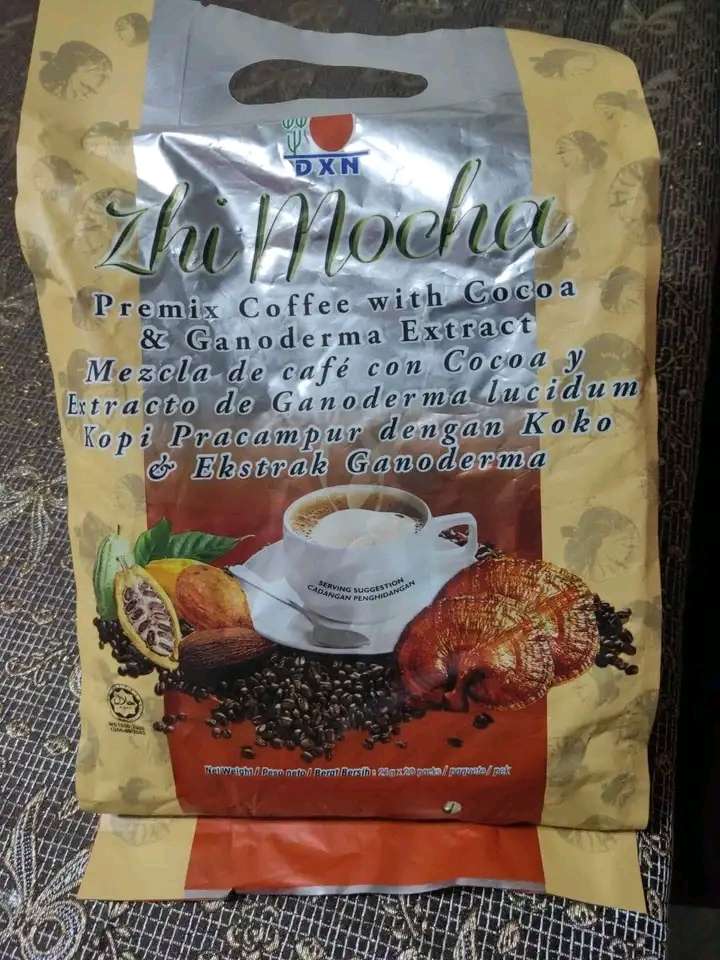 DXN
Zhi Mocha
Premix Coffee with Cocoa
& Ganoderma Extract
Mezcla de café con Cocoa y
Extracto de Ganoderma lucidum
Kopi Pracampur dengan Koko
& Ekstrak Ganoderma
SERVING SUGGESTION
CADANGAN PENGHIDANGAN
حلال
Net Weight / Peso neto / Berat Bersih : 21g x 20 packs / paquete / pek